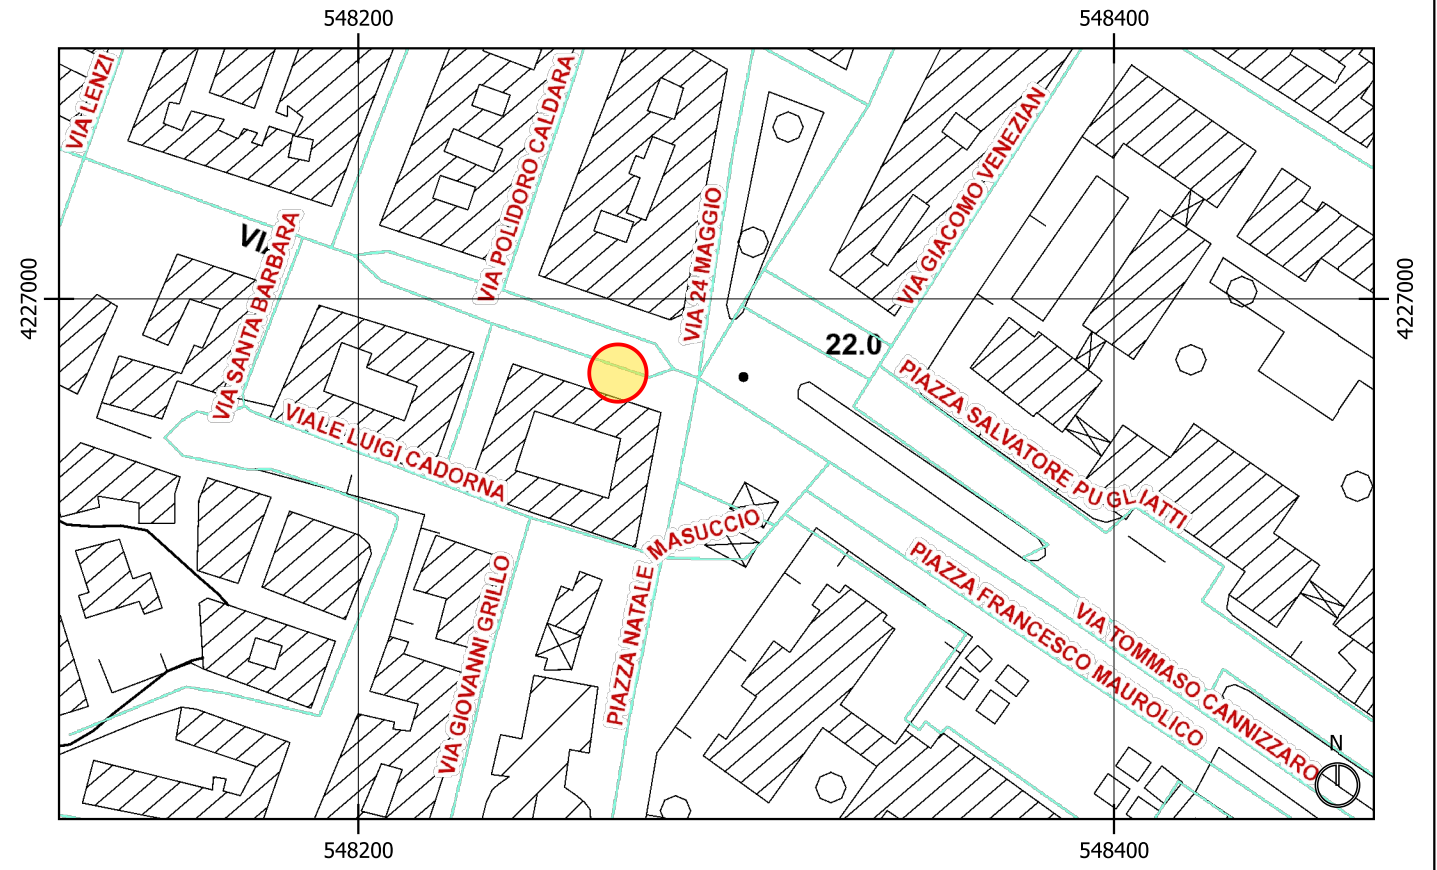 548200
548400
VIA LENZI
VIA POLIDORO CALDARA
VIA GIACOMO VENEZIAN
VIA 24 MAGGIO
VIA SANTA BARBARA
4227000
4227000
22.0
PIAZZA SALVATORE PUGLIATTI
VIALE LUIGI CADORNA
MASUCCIO
PIAZZA NATALE
VIA GIOVANNI GRILLO
PIAZZA FRANCESCO MAUROLICO
VIA TOMMASO CANNIZZARO
N
548200
548400